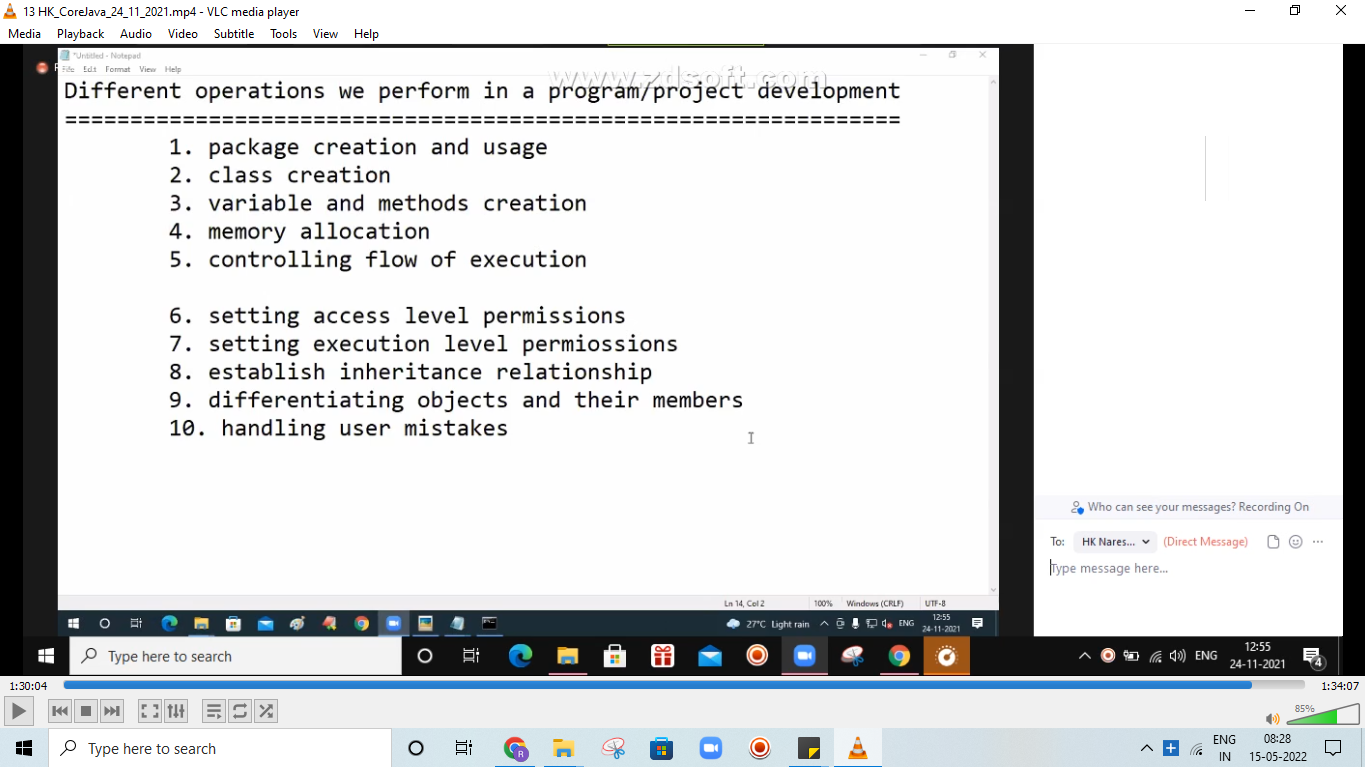 13 HK_CoreJava_24_11_2021.mp4 - VLC media player
Media Playback Audio Video Subtitle Tools View Help
*Untitled - Notepad
File Edit Format View Help
www.zdsoft.com
Different operations we perform in a program/project development
================================================================
1. package creation and usage
2. class creation
3. variable and methods creation
4. memory allocation
5. controlling flow of execution
6. setting access level permissions
7. setting execution level permiossions
8. establish inheritance relationship
9. differentiating objects and their members
10. handling user mistakes
Who can see your messages? Recording On
To: HK Nares... (Direct Message)
Type message here...
Ln 14, Col 2 100% Windows (CRLF) UTF-8
27°C Light rain ENG 12:55
24-11-2021
Type here to search
ENG 12:55
24-11-2021
4
1:30:04 1:34:07
85%
Type here to search
ENG 08:28
IN 15-05-2022